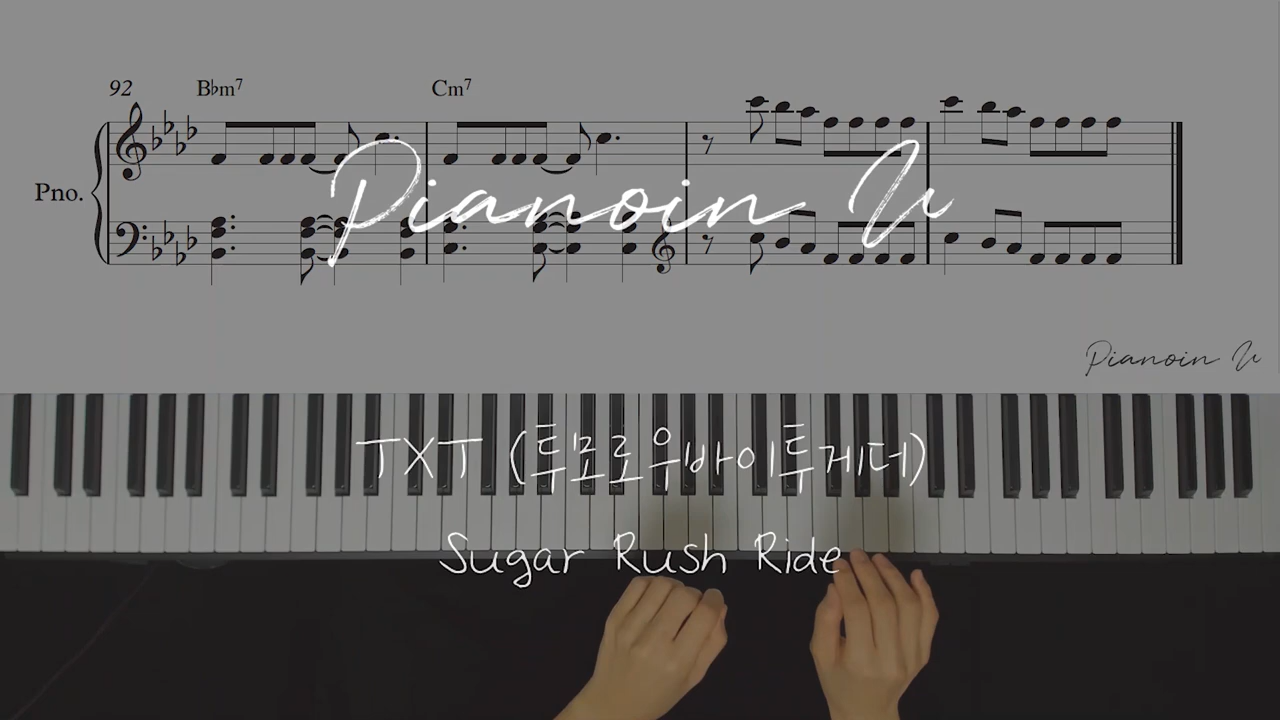 92 B♭m7 Cm7
Pno.
Pianoin U
Pianoin U
TXT (투모로우바이투게더)
Sugar Rush Ride